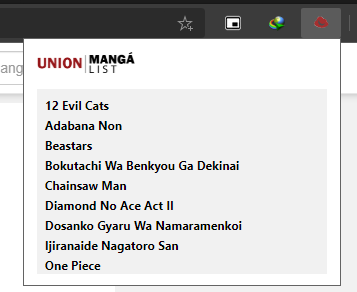 ang
UNION MANGÁ
LIST
12 Evil Cats
Adabana Non
Beastars
Bokutachi Wa Benkyou Ga Dekinai
Chainsaw Man
Diamond No Ace Act II
Dosanko Gyaru Wa Namaramenkoi
Ijiranaide Nagatoro San
One Piece